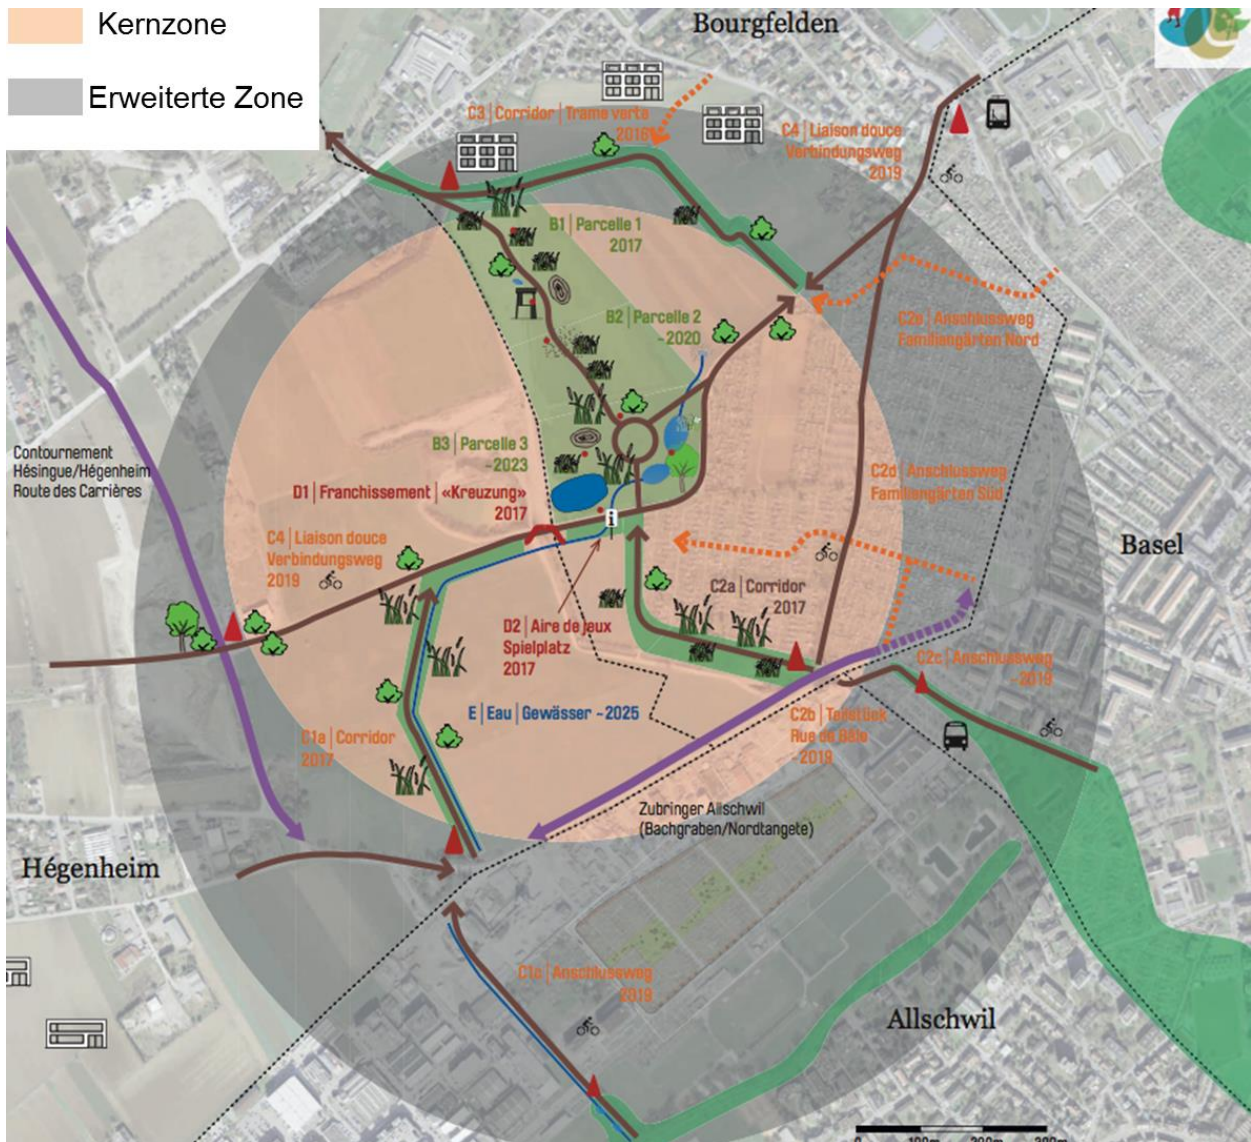 Kernzone
Erweiterte Zone
Bourgfelden
C3 | Corridor | Trame verte
2016
C4 | Liaison douce
Verbindungsweg
2019
B1 | Parcelle 1
2017
B2 | Parcelle 2
~2020
C2e | Anschlussweg
Familiengärten Nord
Contournement
Hésingue/Hégenheim
Route des Carrières
B3 | Parcelle 3
~2023
C2d | Anschlussweg
Familiengärten Süd
D1 | Franchissement | «Kreuzung»
2017
i
C4 | Liaison douce
Verbindungsweg
2019
Basel
C2a | Corridor
2017
D2 | Aire de jeux
Spielplatz
2017
C2c | Anschlussweg
~2019
E | Eau | Gewässer ~2025
C2b | Teilstück
Rue de Bâle
~2019
C1a | Corridor
2017
Zubringer Allschwil
(Bachgraben/Nordtangete)
Hégenheim
C1c | Anschlussweg
2019
Allschwil
0 100m 200m 300m